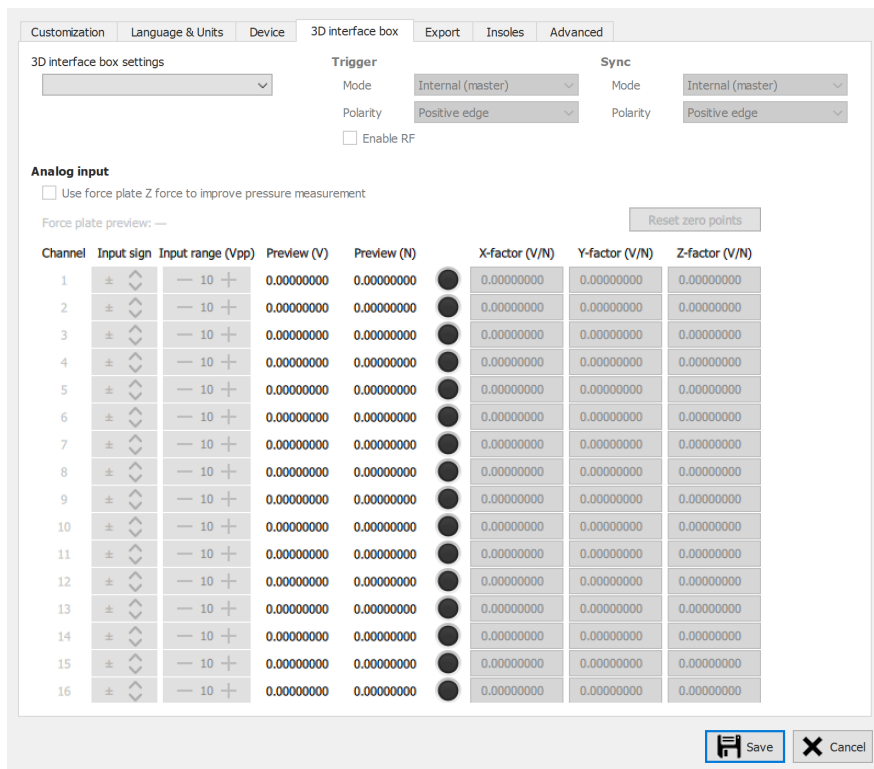 Customization Language & Units Device 3D interface box Export Insoles Advanced
3D interface box settings Trigger Sync
Mode Internal (master) Mode Internal (master)
Polarity Positive edge Polarity Positive edge
Enable RF
Analog input
Use force plate Z force to improve pressure measurement
Force plate preview: — Reset zero points
Channel Input sign Input range (Vpp) Preview (V) Preview (N) X-factor (V/N) Y-factor (V/N) Z-factor (V/N)
1 ± — 10 + 0.00000000 0.00000000 0.00000000 0.00000000 0.00000000
2 ± — 10 + 0.00000000 0.00000000 0.00000000 0.00000000 0.00000000
3 ± — 10 + 0.00000000 0.00000000 0.00000000 0.00000000 0.00000000
4 ± — 10 + 0.00000000 0.00000000 0.00000000 0.00000000 0.00000000
5 ± — 10 + 0.00000000 0.00000000 0.00000000 0.00000000 0.00000000
6 ± — 10 + 0.00000000 0.00000000 0.00000000 0.00000000 0.00000000
7 ± — 10 + 0.00000000 0.00000000 0.00000000 0.00000000 0.00000000
8 ± — 10 + 0.00000000 0.00000000 0.00000000 0.00000000 0.00000000
9 ± — 10 + 0.00000000 0.00000000 0.00000000 0.00000000 0.00000000
10 ± — 10 + 0.00000000 0.00000000 0.00000000 0.00000000 0.00000000
11 ± — 10 + 0.00000000 0.00000000 0.00000000 0.00000000 0.00000000
12 ± — 10 + 0.00000000 0.00000000 0.00000000 0.00000000 0.00000000
13 ± — 10 + 0.00000000 0.00000000 0.00000000 0.00000000 0.00000000
14 ± — 10 + 0.00000000 0.00000000 0.00000000 0.00000000 0.00000000
15 ± — 10 + 0.00000000 0.00000000 0.00000000 0.00000000 0.00000000
16 ± — 10 + 0.00000000 0.00000000 0.00000000 0.00000000 0.00000000
Save Cancel